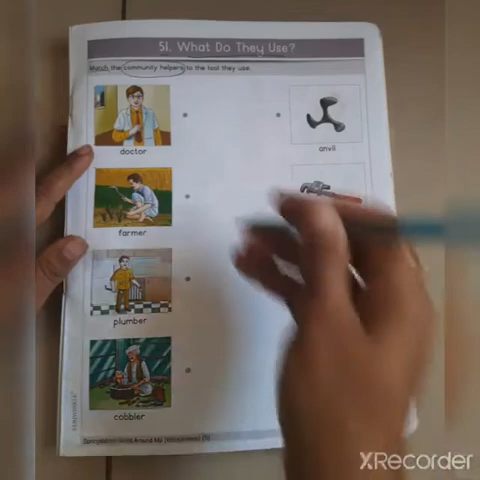 51. What Do They Use?
Match the community helpers to the tool they use.
doctor
anvil
farmer
plumber
cobbler
XRecorder